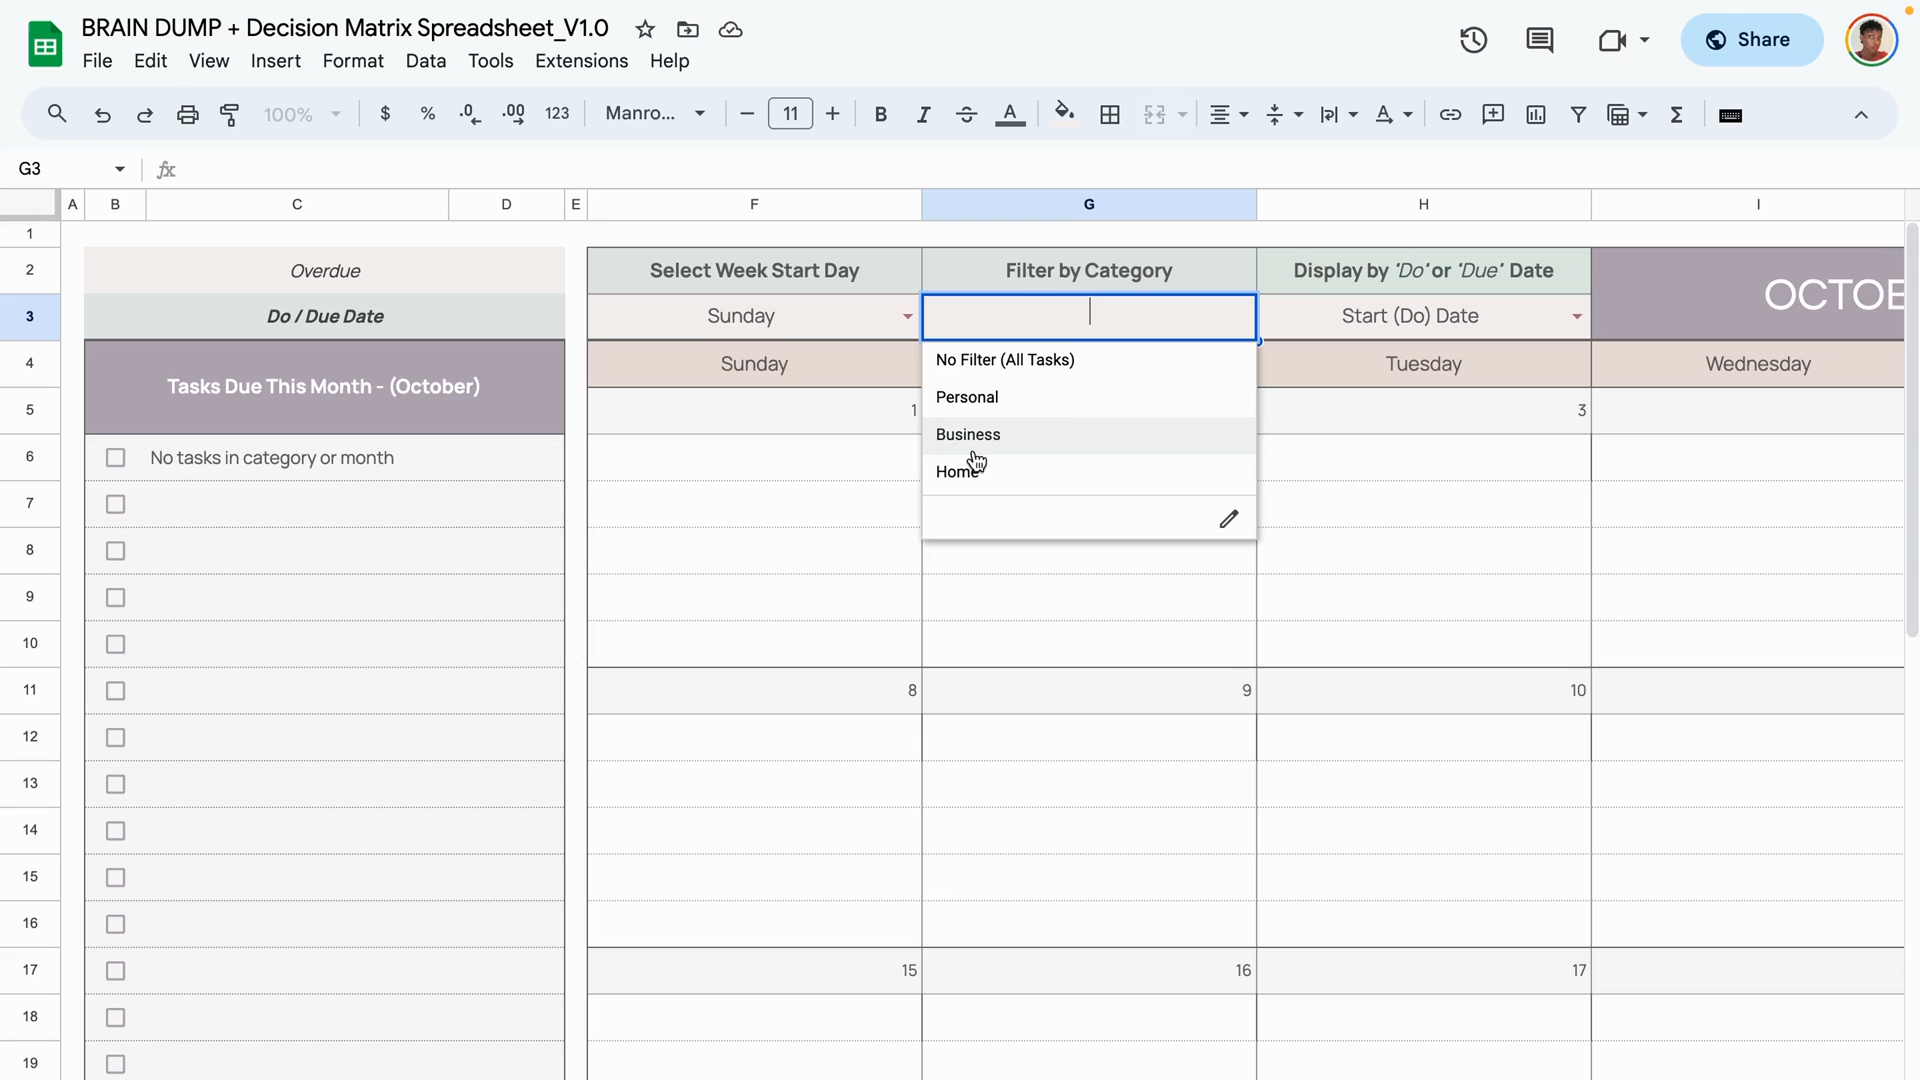 BRAIN DUMP + Decision Matrix Spreadsheet_V1.0
File Edit View Insert Format Data Tools Extensions Help
Share
100% $ % .0 .00 123 Manro... 11 B I A
G3 fx
A B C D E F G H I
1
2 Overdue Select Week Start Day Filter by Category Display by 'Do' or 'Due' Date
OCTOB
3 Do / Due Date Sunday Start (Do) Date
4 Sunday Tuesday Wednesday
Tasks Due This Month - (October)
No Filter (All Tasks)
Personal
Business
Home
5 1 3
6 No tasks in category or month
7
8
9
10
11 8 9 10
12
13
14
15
16
17 15 16 17
18
19